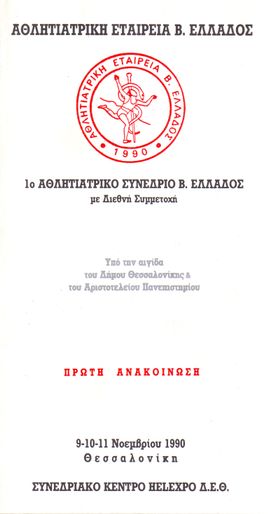 ΑΘΛΗΤΙΑΤΡΙΚΗ ΕΤΑΙΡΕΙΑ Β. ΕΛΛΑΔΟΣ
ΑΘΛΗΤΙΑΤΡΙΚΗ ΕΤΑΙΡΕΙΑ Β. ΕΛΛΑΔΟΣ
• 1990 •
1ο ΑΘΛΗΤΙΑΤΡΙΚΟ ΣΥΝΕΔΡΙΟ Β. ΕΛΛΑΔΟΣ
με Διεθνή Συμμετοχή
Υπό την αιγίδα
του Δήμου Θεσσαλονίκης &
του Αριστοτελείου Πανεπιστημίου
ΠΡΩΤΗ ΑΝΑΚΟΙΝΩΣΗ
9-10-11 Νοεμβρίου 1990
Θεσσαλονίκη
ΣΥΝΕΔΡΙΑΚΟ ΚΕΝΤΡΟ HELEXPO Δ.Ε.Θ.